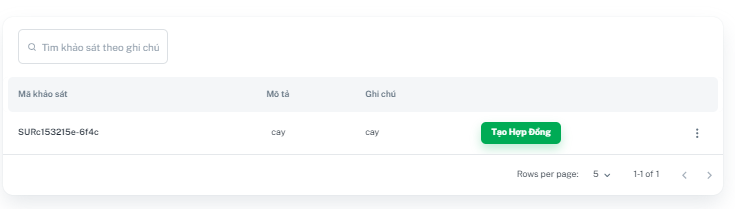 Tìm khảo sát theo ghi chú
Mã khảo sát Mô tả Ghi chú
SURc153215e-6f4c cay cay Tạo Hợp Đồng
Rows per page: 5 1-1 of 1